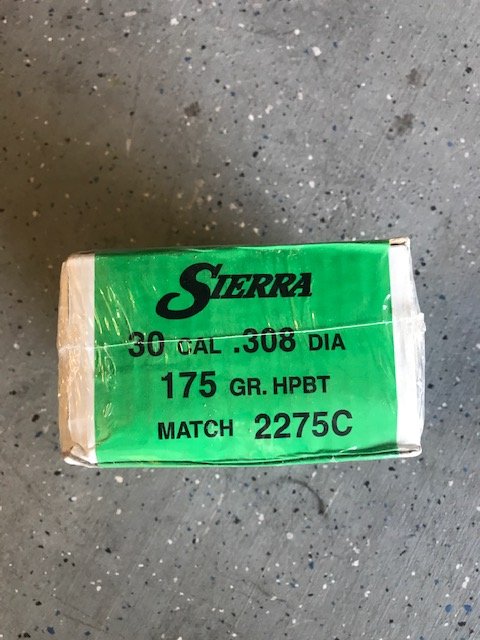 SIERRA
30 CAL .308 DIA
175 GR. HPBT
MATCH 2275C